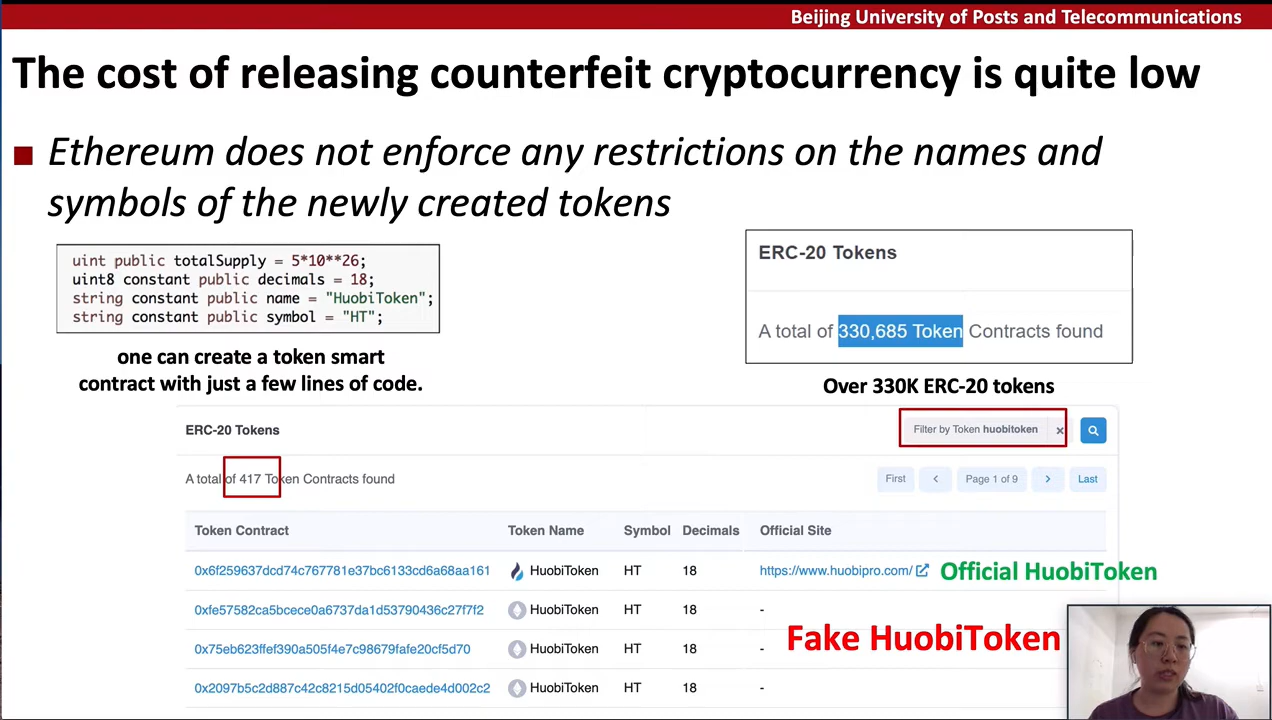 Beijing University of Posts and Telecommunications
The cost of releasing counterfeit cryptocurrency is quite low
Ethereum does not enforce any restrictions on the names and
symbols of the newly created tokens
uint public totalSupply = 5*10**26;
uint8 constant public decimals = 18;
string constant public name = "HuobiToken";
string constant public symbol = "HT";
one can create a token smart
contract with just a few lines of code.
ERC-20 Tokens
A total of 330,685 Token Contracts found
Over 330K ERC-20 tokens
ERC-20 Tokens
Filter by Token huobitoken ×
A total of 417 Token Contracts found
First < Page 1 of 9 > Last
Token Contract Token Name Symbol Decimals Official Site
0x6f259637dcd74c767781e37bc6133cd6a68aa161 HuobiToken HT 18 https://www.huobipro.com/ Official HuobiToken
0xfe57582ca5bcece0a6737da1d53790436c27f7f2 HuobiToken HT 18 -
Fake HuobiToken
0x75eb623ffef390a505f4e7c98679fafe20cf5d70 HuobiToken HT 18 -
0x2097b5c2d887c42c8215d05402f0caede4d002c2 HuobiToken HT 18 -